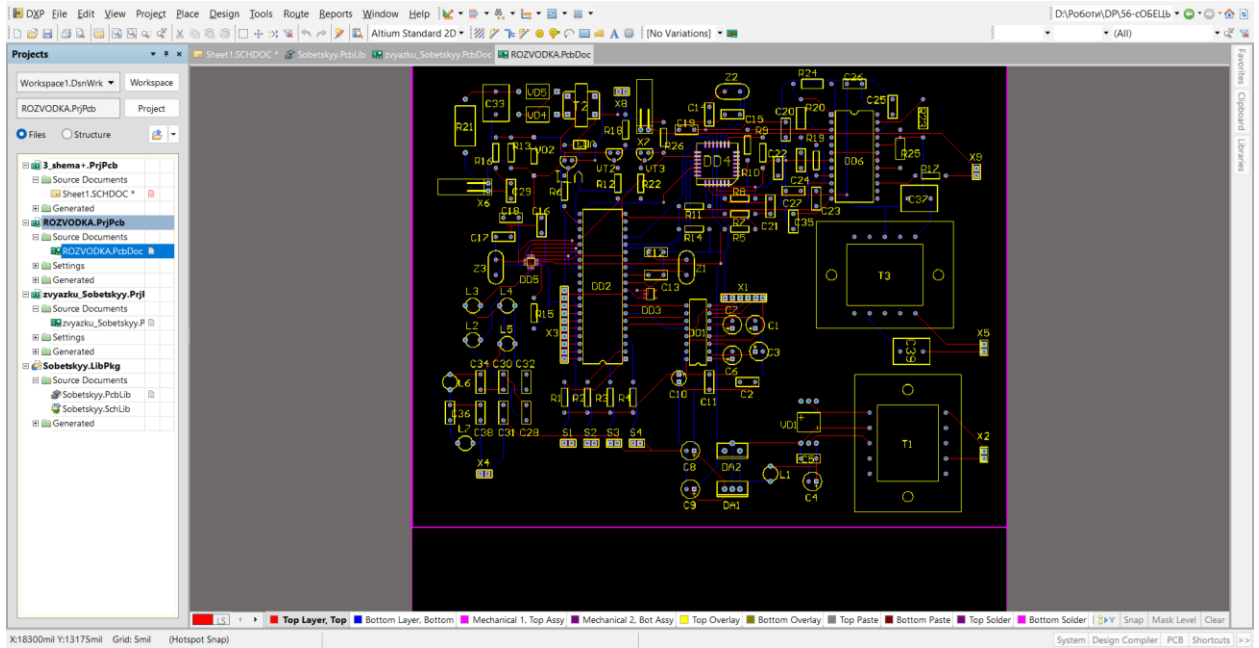 DXP File Edit View Project Place Design Tools Route Reports Window Help D:\Роботи\DP\56-сОБЕЦЬ
Altium Standard 2D [No Variations] (All)
Projects
Sheet1.SCHDOC * Sobetskyy.PcbLib zvyazku_Sobetskyy.PcbDoc ROZVODKA.PcbDoc
Workspace1.DsnWrk Workspace
ROZVODKA.PrjPcb Project
Files Structure
3_shema+.PrjPcb
Source Documents
Sheet1.SCHDOC *
Generated
ROZVODKA.PrjPcb
Source Documents
ROZVODKA.PcbDoc
Settings
Generated
zvyazku_Sobetskyy.PrjI
Source Documents
zvyazku_Sobetskyy.P
Settings
Generated
Sobetskyy.LibPkg
Source Documents
Sobetskyy.PcbLib
Sobetskyy.SchLib
Generated
Favorites
Clipboard
Libraries
R24 C26
Z2
C33 VD5 T2 X8 C14 C20 R20 C25
VD4 C15 R23
R21 R18 C19 R9 R19
X7 R26
R16 R13 VD2 VT2 VT3 DD4 R10 C22 DD6 R25 X9
R17
R6 R12 R22 R8 C24
X6 C29 C27 C23 C37
C18 C16 R11 R7 C21 C35
C17 R14 R5
C12
Z3 DD5 DD2 C13 Z1 T3
L3 L4 X1
R15 X3 DD3 C7
L2 L5 DD1 C1 X5
C3 C39
C34 C30 C32 C6
L6 C10 C11 C2
C36 R1 R2 R3 R4
C38 C31 C28 S1 S2 S3 S4 VD1 T1 X2
L7
X4 C8 DA2 C5
L1
C9 DA1 C4
LS Top Layer, Top Bottom Layer, Bottom Mechanical 1, Top Assy Mechanical 2, Bot Assy Top Overlay Bottom Overlay Top Paste Bottom Paste Top Solder Bottom Solder Snap Mask Level Clear
X:18300mil Y:13175mil Grid: 5mil (Hotspot Snap) System Design Compiler PCB Shortcuts >>